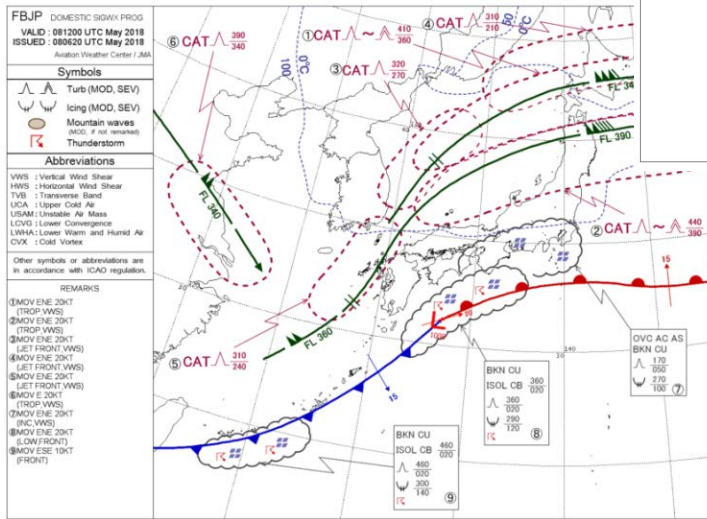 FBJP DOMESTIC SIGWX PROG
VALID : 081200 UTC May 2018
ISSUED : 080620 UTC May 2018
Aviation Weather Center / JMA
Symbols
Turb (MOD, SEV)
Icing (MOD, SEV)
Mountain waves
(MOD, if not remarked)
Thunderstorm
Abbreviations
VWS : Vertical Wind Shear
HWS : Horizontal Wind Shear
TVB : Transverse Band
UCA : Upper Cold Air
USAM : Unstable Air Mass
LCVG : Lower Convergence
LWHA : Lower Warm and Humid Air
CVX : Cold Vortex
Other symbols or abbreviations are
in accordance with ICAO regulation.
REMARKS
①MOV ENE 20KT
(TROP,VWS)
②MOV ENE 20KT
(TROP,VWS)
③MOV ENE 20KT
(JET FRONT,VWS)
④MOV ENE 20KT
(JET FRONT,VWS)
⑤MOV ENE 20KT
(JET FRONT,VWS)
⑥MOV E 20KT
(TROP,VWS)
⑦MOV ENE 20KT
(INC,VWS)
⑧MOV ENE 20KT
(LOW,FRONT)
⑨MOV ESE 10KT
(FRONT)
⑥ CAT 390
340
①CAT ~ 410
360
④ CAT 310
210
50
0°C
100
0°C
③ CAT 320
270
FL 34
FL 390
FL 340
② CAT ~ 440
390
15
⑤ CAT 310
240
FL 360
15
140
OVC AC AS
BKN CU
170
050
270
100
⑦
BKN CU
ISOL CB 360
020
360
020
290
120
⑧
BKN CU
ISOL CB 460
020
460
020
300
140
⑨